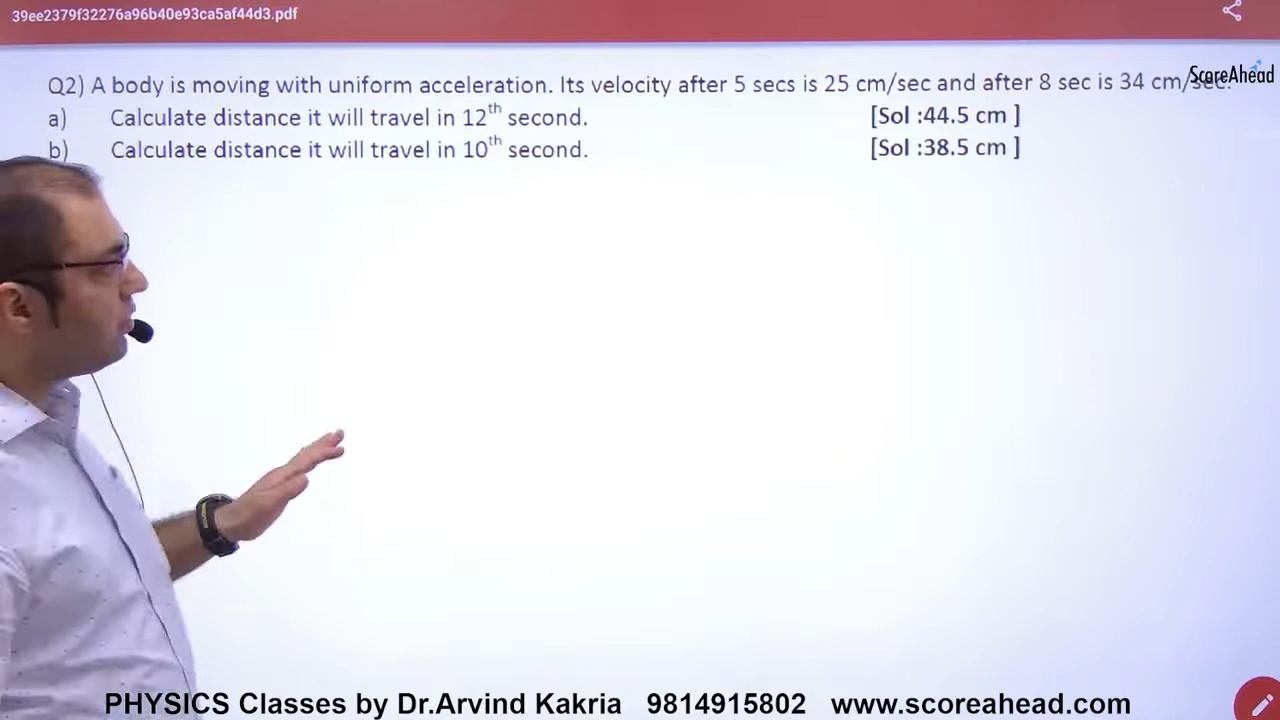 39ee2379f32276a96b40e93ca5af44d3.pdf
ScoreAhead
Q2) A body is moving with uniform acceleration. Its velocity after 5 secs is 25 cm/sec and after 8 sec is 34 cm/sec.
a) Calculate distance it will travel in 12th second. [Sol :44.5 cm ]
b) Calculate distance it will travel in 10th second. [Sol :38.5 cm ]
PHYSICS Classes by Dr.Arvind Kakria 9814915802 www.scoreahead.com